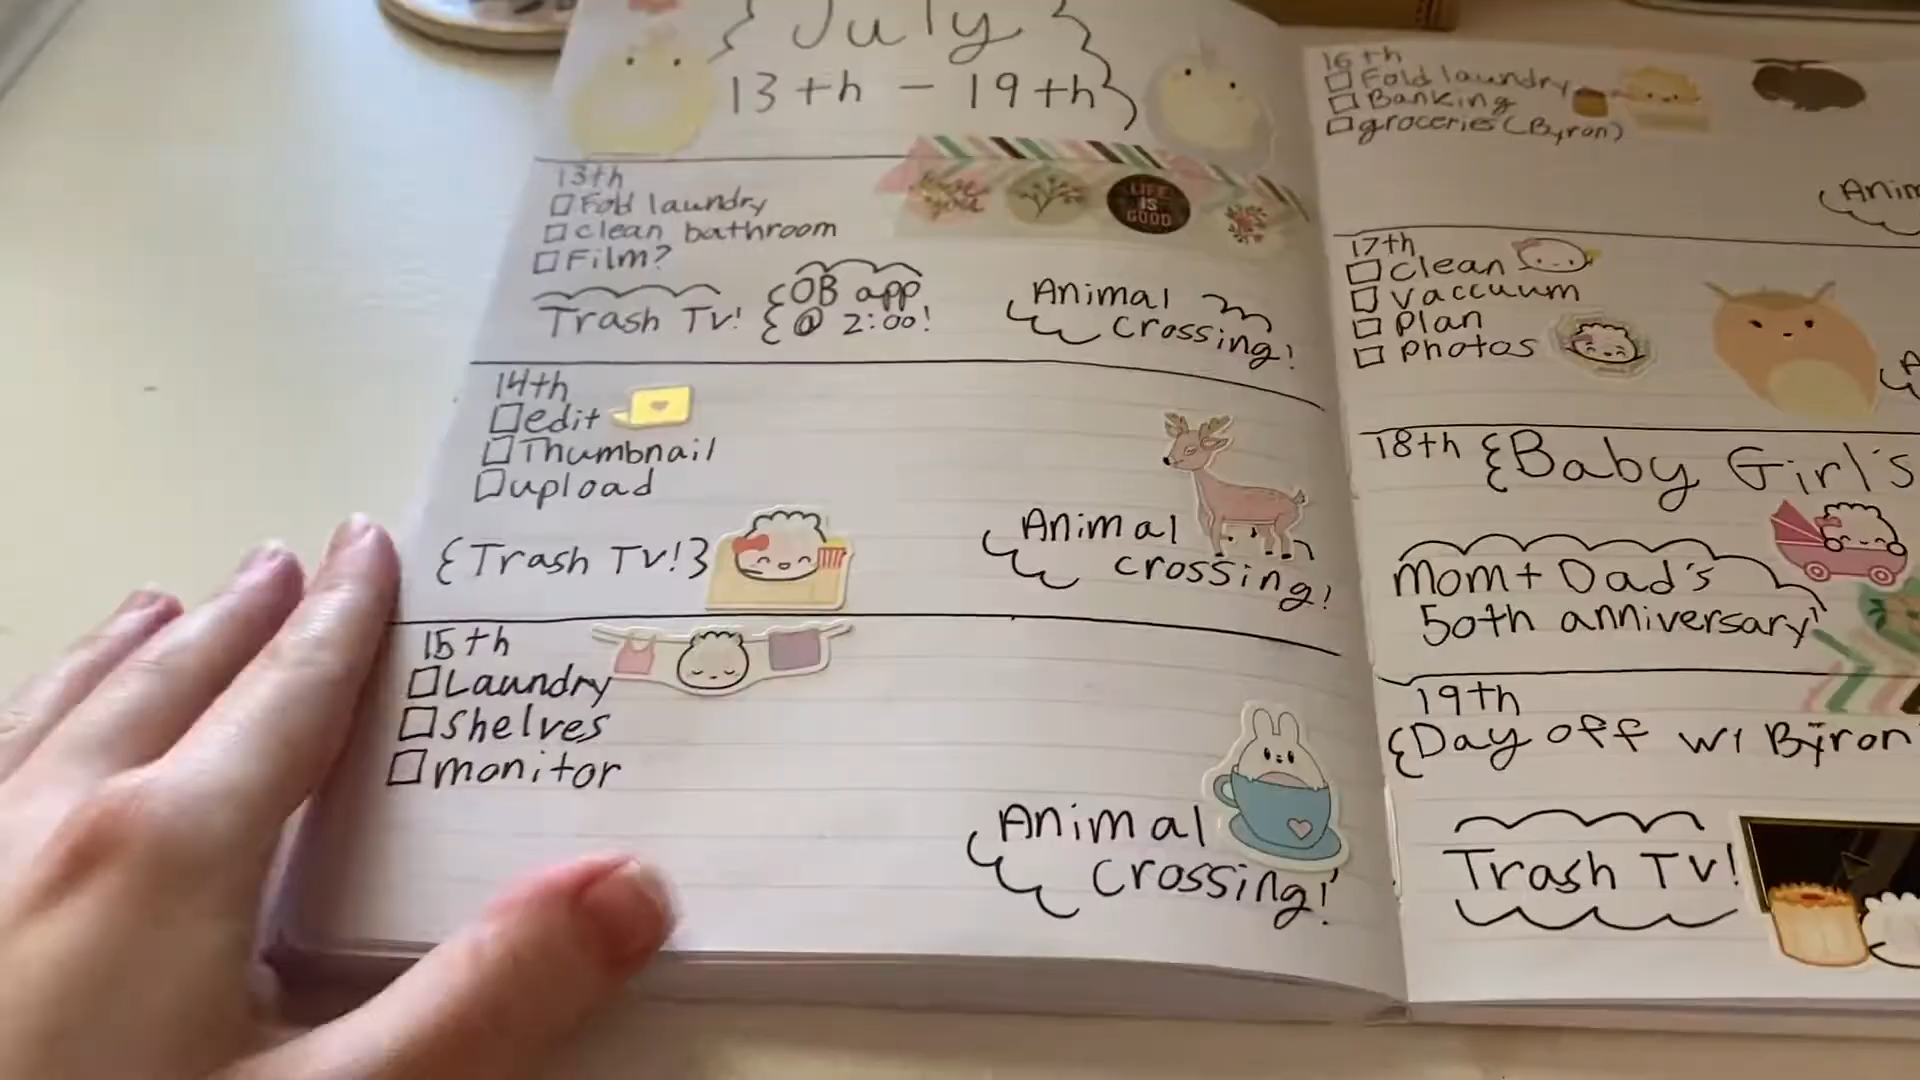 July
13th - 19th
13th
Fold laundry
clean bathroom
Film?
Trash TV!
OB app
@ 2:00!
Animal
crossing!
LIFE
IS
GOOD
14th
edit
Thumbnail
upload
{Trash TV!}
Animal
crossing!
15th
Laundry
shelves
monitor
Animal
crossing!
16th
Fold laundry
Banking
groceries (Byron)
17th
clean
vaccuum
plan
photos
18th {Baby Girl's
mom + Dad's
50th anniversary
19th
{Day off w/ Byron
Trash TV!